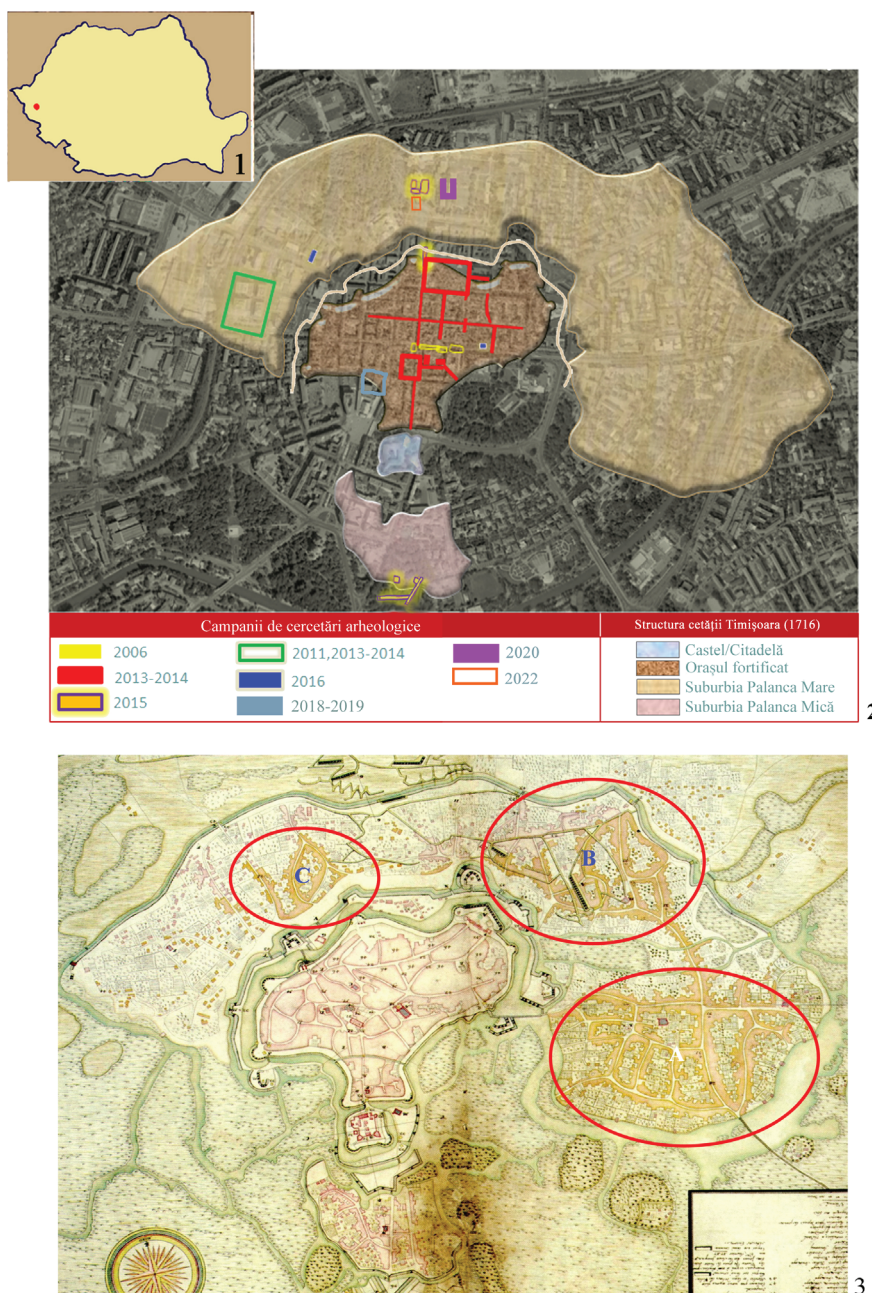 1
Campanii de cercetări arheologice
Structura cetății Timișoara (1716)
2006
2013-2014
2015
2011,2013-2014
2016
2018-2019
2020
2022
Castel/Citadelă
Orașul fortificat
Suburbia Palanca Mare
Suburbia Palanca Mică
2
C
B
A
3